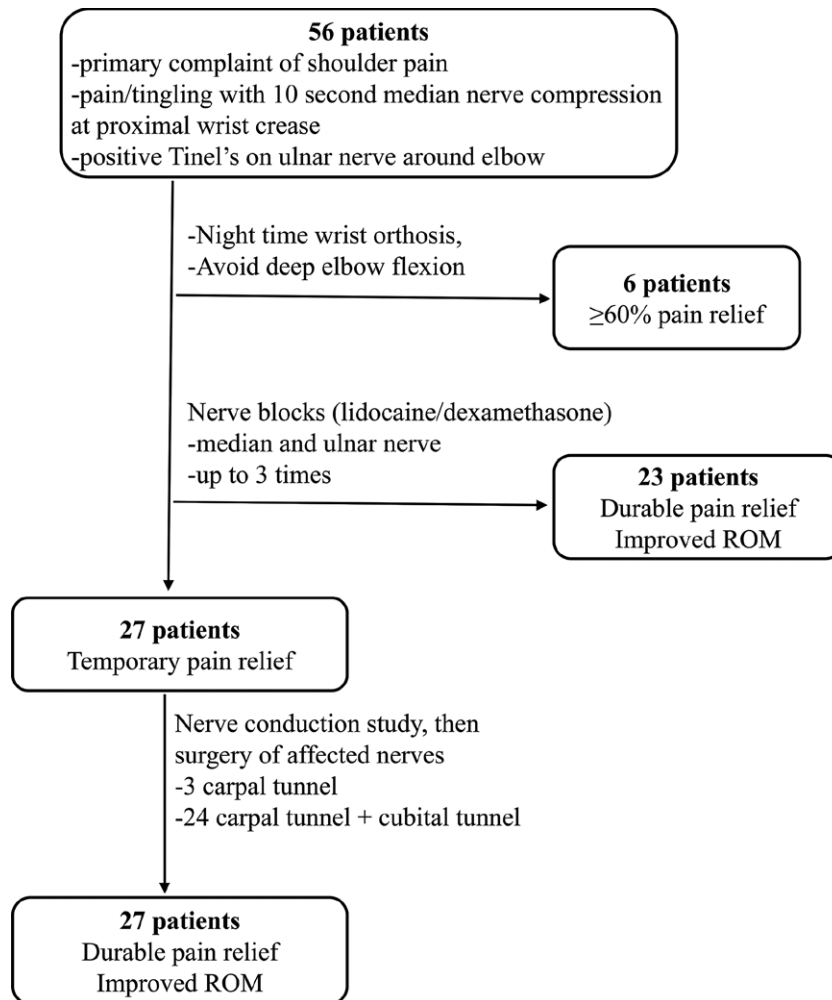 56 patients
-primary complaint of shoulder pain
-pain/tingling with 10 second median nerve compression
at proximal wrist crease
-positive Tinel’s on ulnar nerve around elbow
-Night time wrist orthosis,
-Avoid deep elbow flexion
6 patients
≥60% pain relief
Nerve blocks (lidocaine/dexamethasone)
-median and ulnar nerve
-up to 3 times
23 patients
Durable pain relief
Improved ROM
27 patients
Temporary pain relief
Nerve conduction study, then
surgery of affected nerves
-3 carpal tunnel
-24 carpal tunnel + cubital tunnel
27 patients
Durable pain relief
Improved ROM